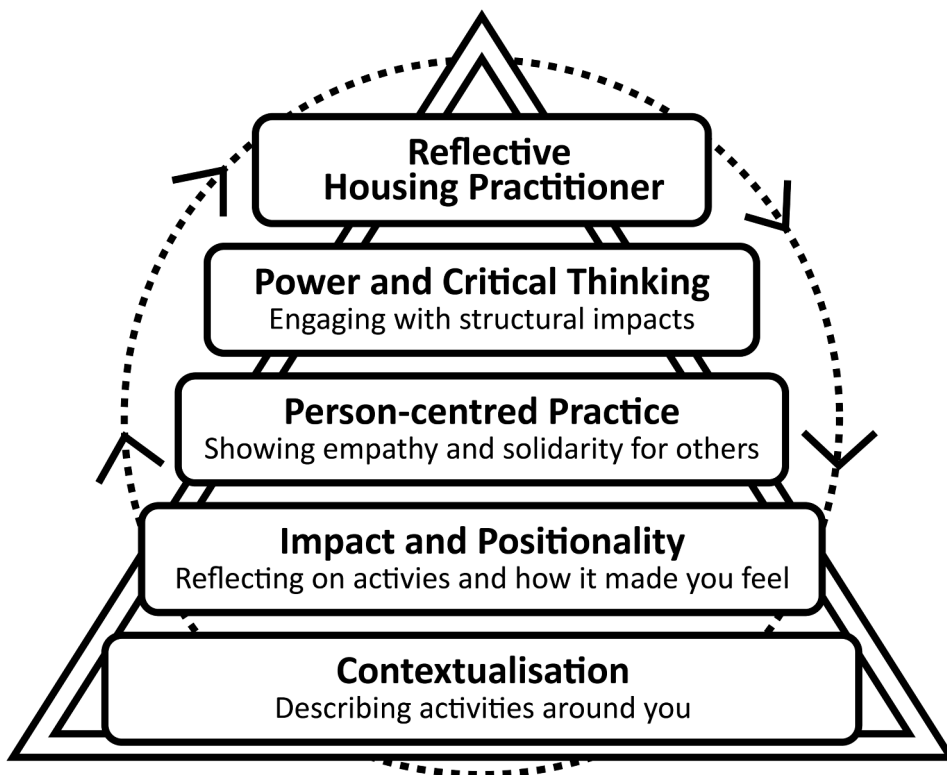 Reflective
Housing Practitioner
Power and Critical Thinking
Engaging with structural impacts
Person-centred Practice
Showing empathy and solidarity for others
Impact and Positionality
Reflecting on activies and how it made you feel
Contextualisation
Describing activities around you